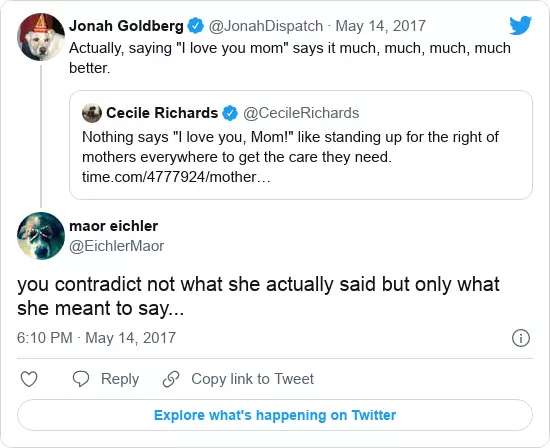 Jonah Goldberg @JonahDispatch · May 14, 2017
Actually, saying "I love you mom" says it much, much, much, much
better.
Cecile Richards @CecileRichards
Nothing says "I love you, Mom!" like standing up for the right of
mothers everywhere to get the care they need.
time.com/4777924/mother…
maor eichler
@EichlerMaor
you contradict not what she actually said but only what
she meant to say...
6:10 PM · May 14, 2017
Reply Copy link to Tweet
Explore what's happening on Twitter